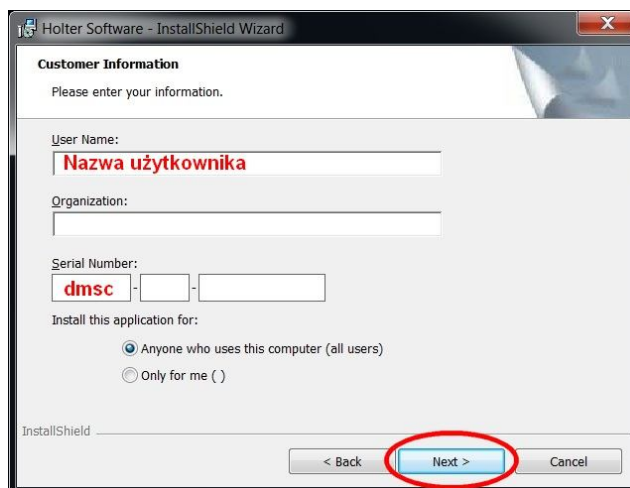 Holter Software - InstallShield Wizard
Customer Information
Please enter your information.
User Name:
Nazwa użytkownika
Organization:
Serial Number:
dmsc - -
Install this application for:
Anyone who uses this computer (all users)
Only for me ( )
InstallShield
< Back Next > Cancel